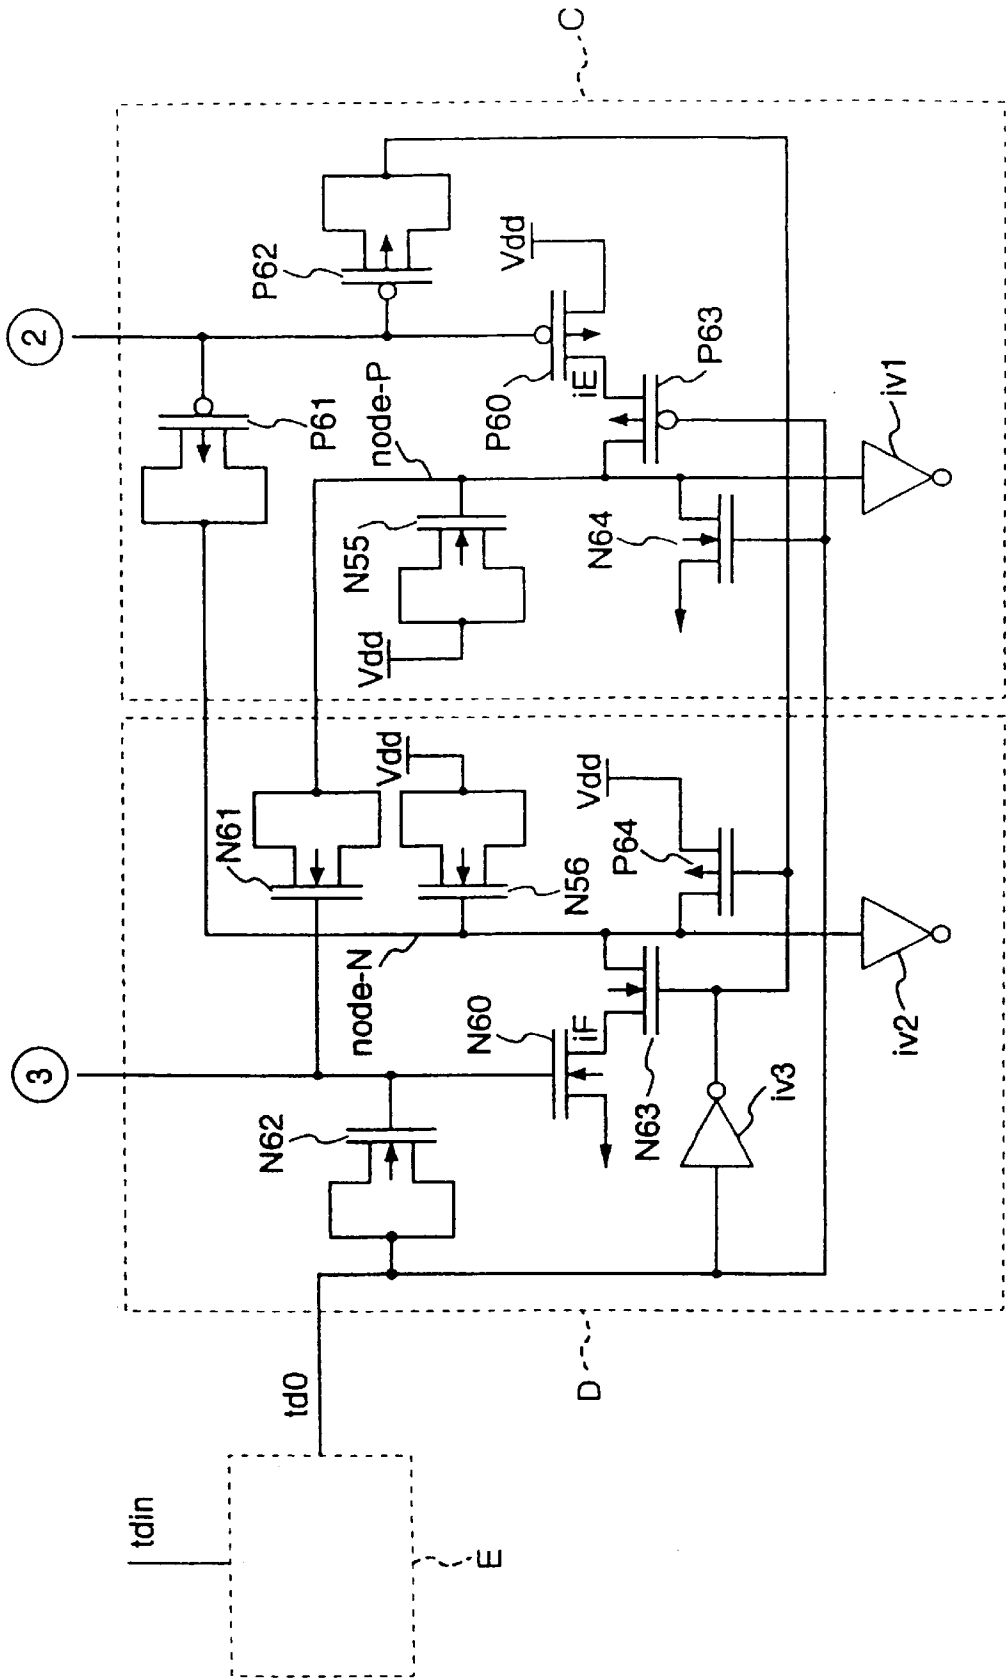 tdin
E
td0
D
3
N62
N60
iF
N63
iv3
node-N
N61
N56
Vdd
P64
Vdd
iv2
2
P61
P62
node-P
N55
Vdd
P60
iE
Vdd
P63
N64
iv1
C